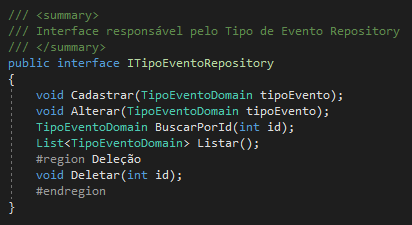 /// <summary>
/// Interface responsável pelo Tipo de Evento Repository
/// </summary>
public interface ITipoEventoRepository
{
    void Cadastrar(TipoEventoDomain tipoEvento);
    void Alterar(TipoEventoDomain tipoEvento);
    TipoEventoDomain BuscarPorId(int id);
    List<TipoEventoDomain> Listar();
    #region Deleção
    void Deletar(int id);
    #endregion
}